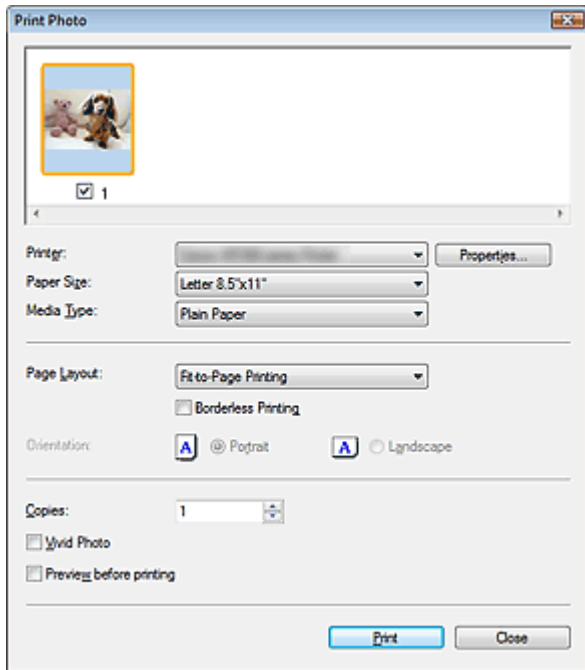 Print Photo
1
Printer:
Properties...
Paper Size: Letter 8.5"x11"
Media Type: Plain Paper
Page Layout: Fit-to-Page Printing
Borderless Printing
Orientation: A Portrait A Landscape
Copies: 1
Vivid Photo
Preview before printing
Print Close